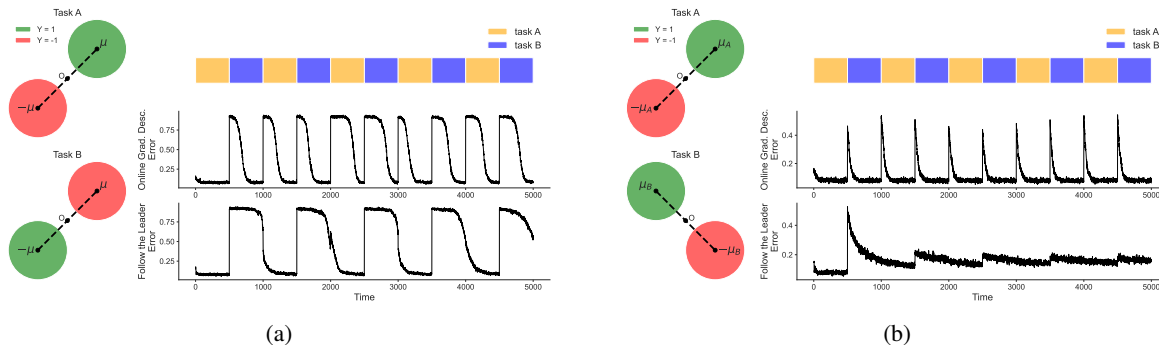 Task A
Y = 1
Y = -1
μ
O
-μ
Task B
μ
O
-μ
task A
task B
Online Grad. Desc.
Error
0.75
0.50
0.25
0 1000 2000 3000 4000 5000
Follow the Leader
Error
0.75
0.50
0.25
0 1000 2000 3000 4000 5000
Time
(a)
Task A
Y = 1
Y = -1
μA
O
-μA
Task B
μB
O
-μB
task A
task B
Online Grad. Desc.
Error
0.4
0.2
0 1000 2000 3000 4000 5000
Follow the Leader
Error
0.4
0.2
0 1000 2000 3000 4000 5000
Time
(b)